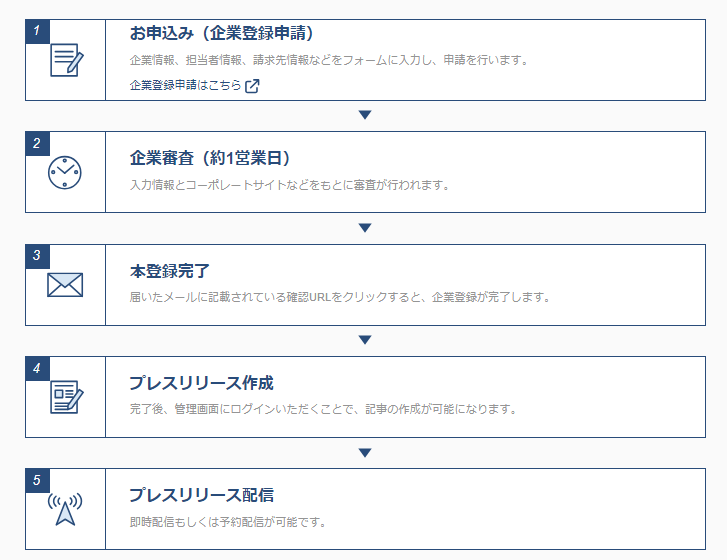 1
お申込み（企業登録申請）
企業情報、担当者情報、請求先情報などをフォームに入力し、申請を行います。
企業登録申請はこちら
2
企業審査（約1営業日）
入力情報とコーポレートサイトなどをもとに審査が行われます。
3
本登録完了
届いたメールに記載されている確認URLをクリックすると、企業登録が完了します。
4
プレスリリース作成
完了後、管理画面にログインいただくことで、記事の作成が可能になります。
5
プレスリリース配信
即時配信もしくは予約配信が可能です。